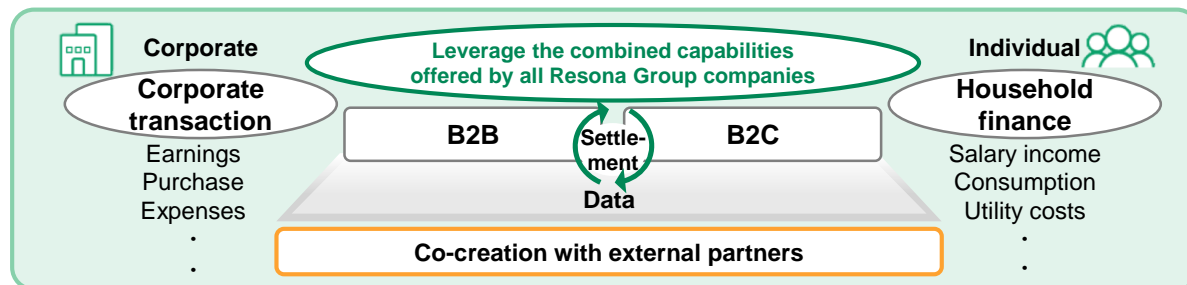 Corporate
Leverage the combined capabilities
offered by all Resona Group companies
Individual
Corporate
transaction
Household
finance
B2B
Settle-
ment
B2C
Earnings
Purchase
Expenses
.
.
Salary income
Consumption
Utility costs
.
.
Data
Co-creation with external partners